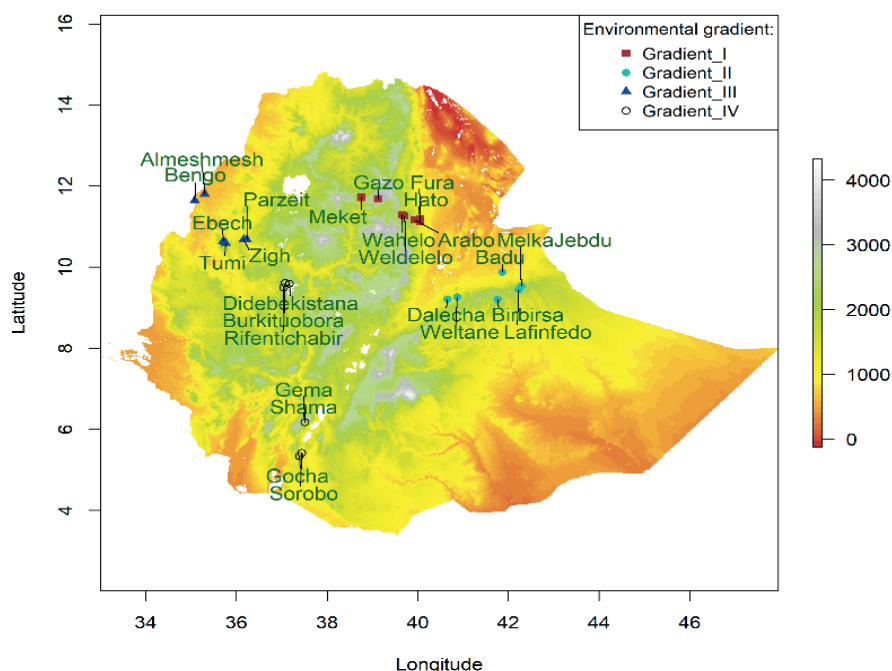 Environmental gradient:
Gradient_I
Gradient_II
Gradient_III
Gradient_IV
16
14
12
10
8
6
4
Latitude
Almeshmesh
Bengo
Parzeit
Gazo Fura
Meket
Hato
Ebech
Tumi
Zigh
Wahelo Arabo MelkaJebdu
Weldelelo
Badu
Didebekistana
Burkituobora
Rifentichabir
Dalecha Birbirsa
Weltane Lafinfedo
Gema
Shama
Gocha
Sorobo
4000
3000
2000
1000
0
34 36 38 40 42 44 46
Longitude